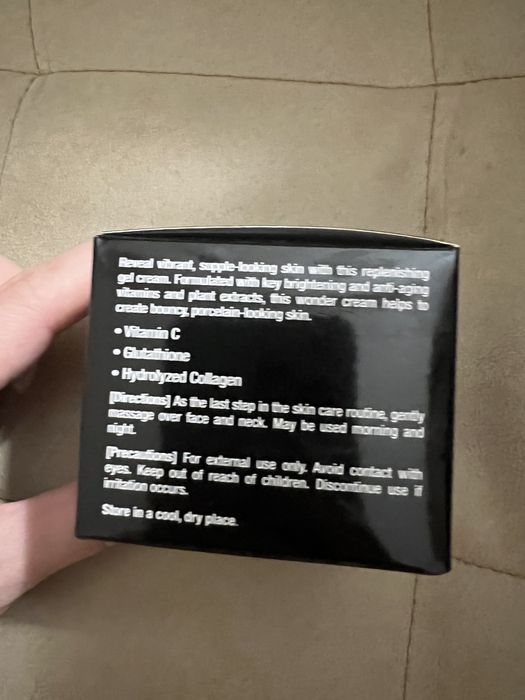 Reveal vibrant, supple-looking skin with this replenishing
gel cream. Formulated with key brightening and anti-aging
vitamins and plant extracts, this wonder cream helps to
create bouncy, porcelain-looking skin.
• Vitamin C
• Glutathione
• Hydrolyzed Collagen
[Directions] As the last step in the skin care routine, gently
massage over face and neck. May be used morning and
night.
[Precautions] For external use only. Avoid contact with
eyes. Keep out of reach of children. Discontinue use if
irritation occurs.
Store in a cool, dry place.